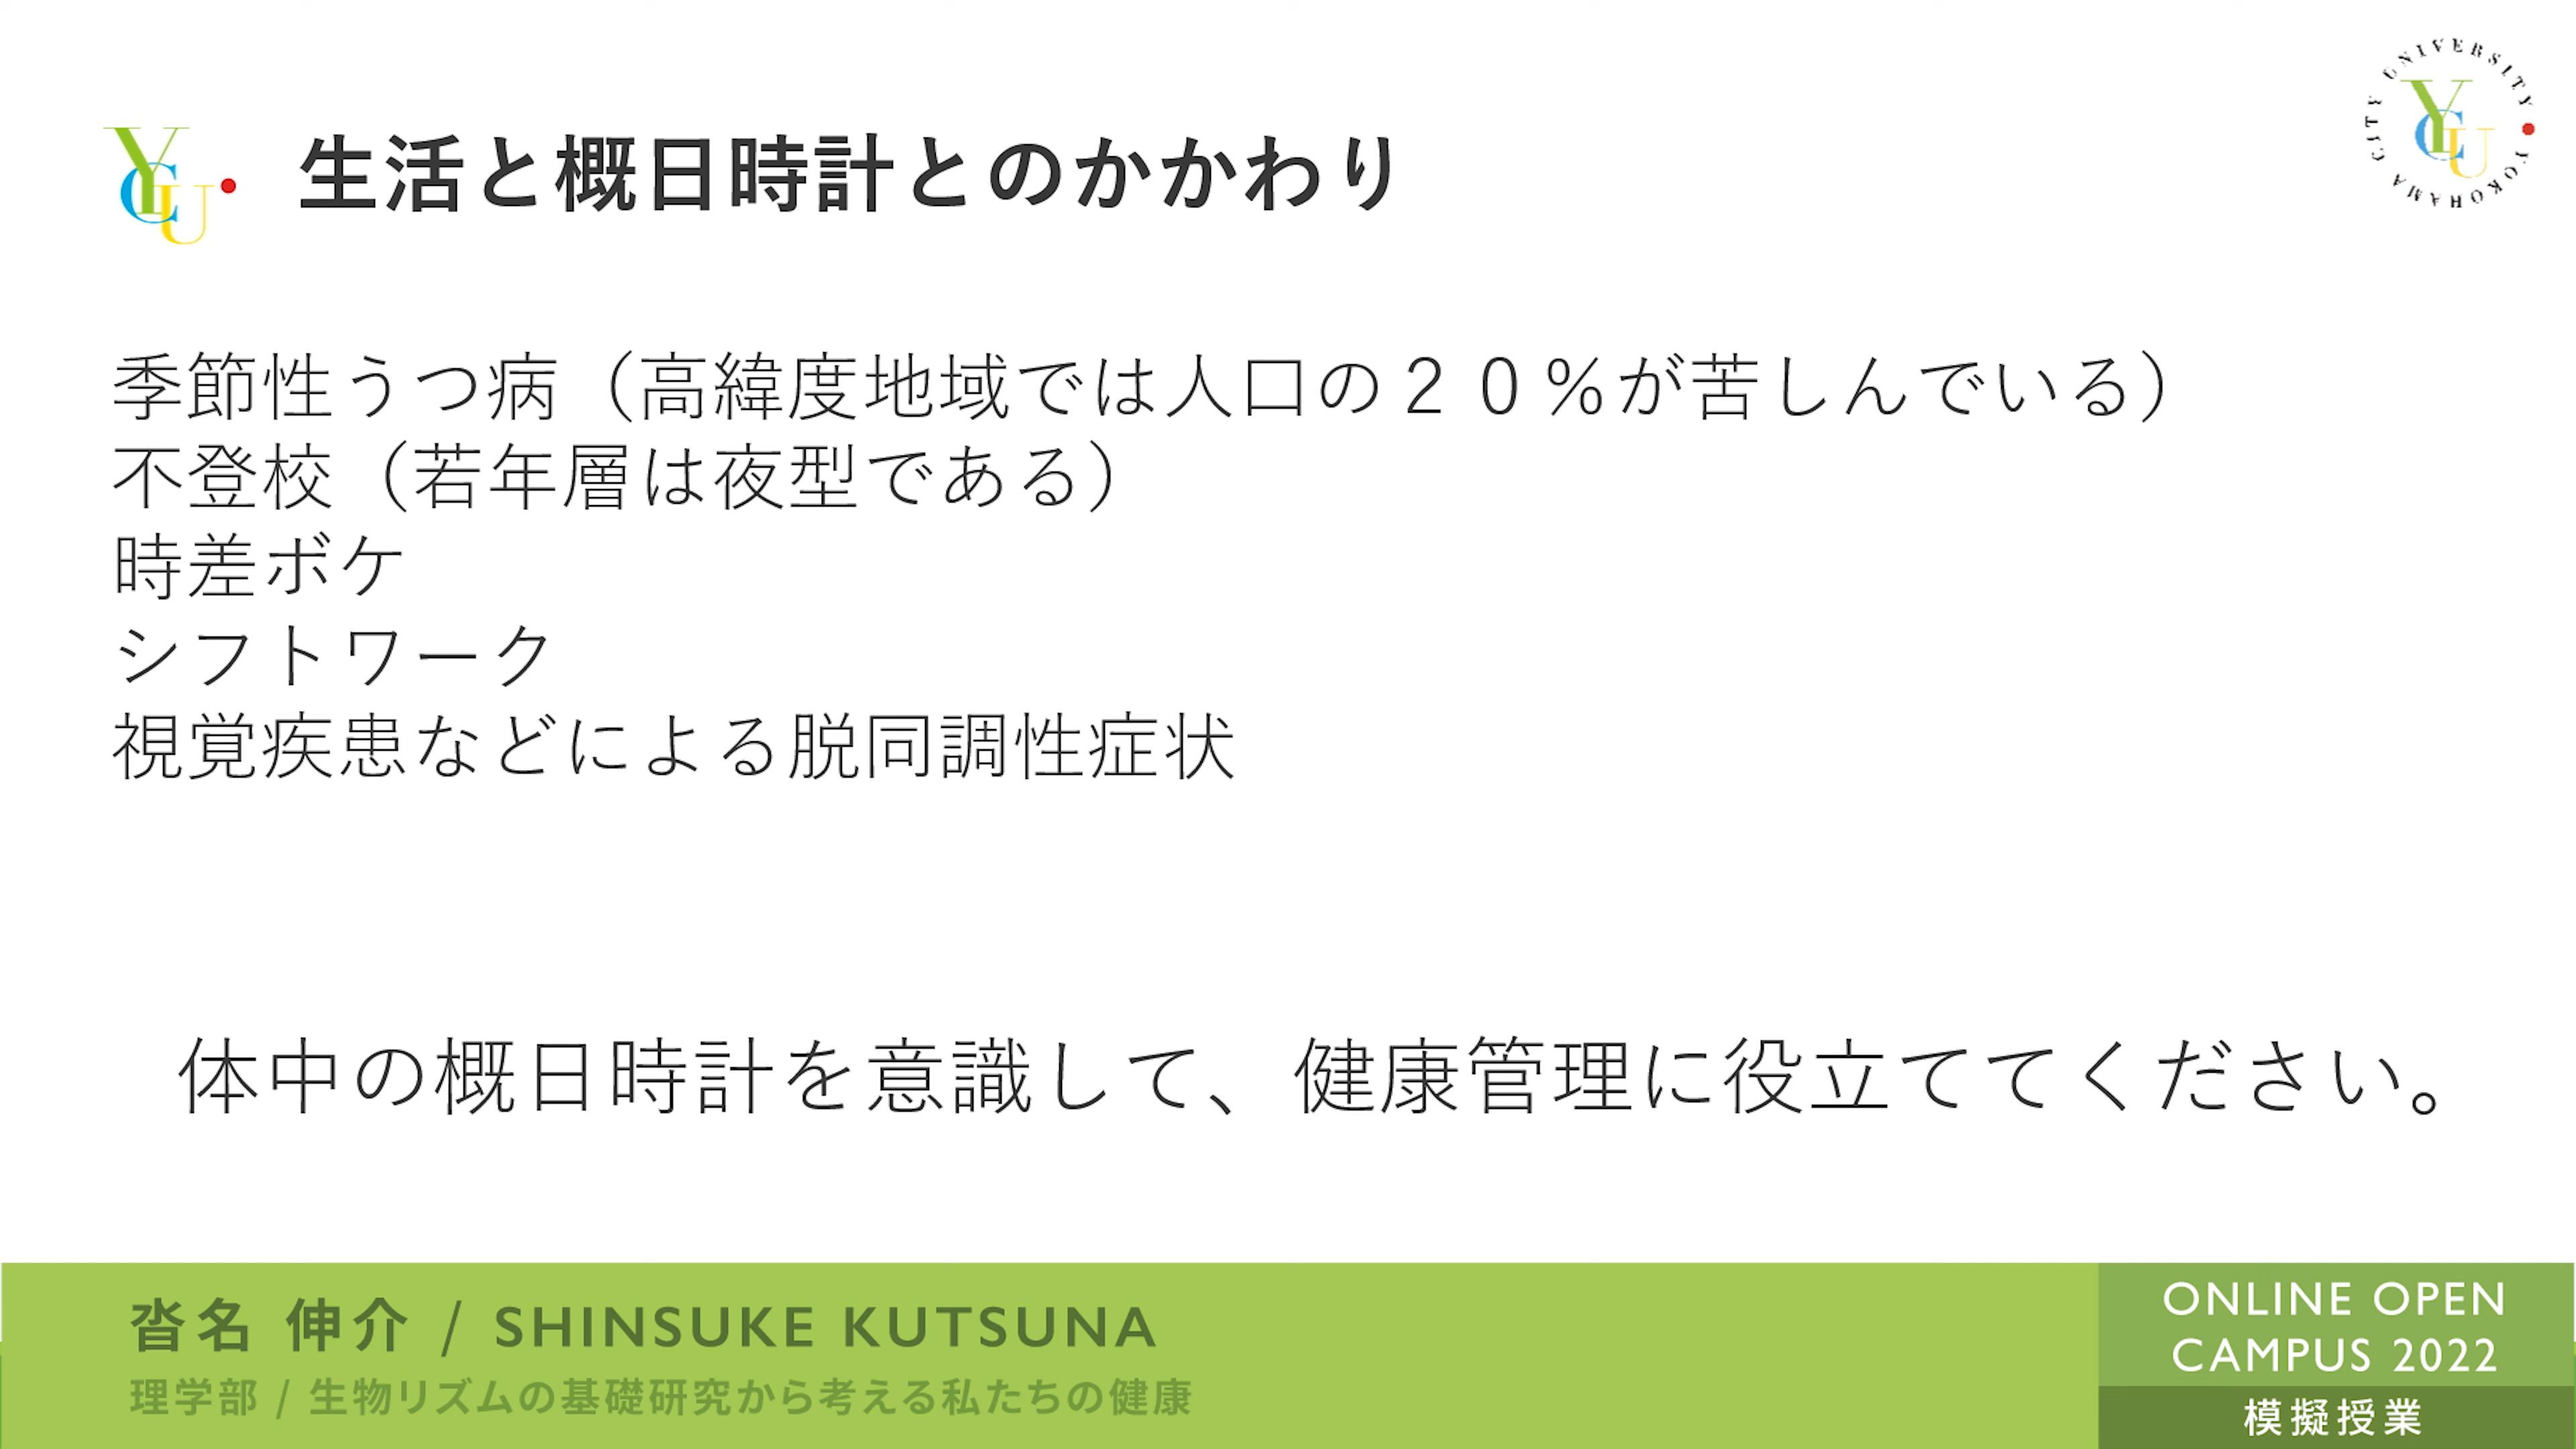 YCU
YOKOHAMA CITY UNIVERSITY
YCU
生活と概日時計とのかかわり
季節性うつ病（高緯度地域では人口の２０％が苦しんでいる）
不登校（若年層は夜型である）
時差ボケ
シフトワーク
視覚疾患などによる脱同調性症状
体中の概日時計を意識して、健康管理に役立ててください。
沓名 伸介 / SHINSUKE KUTSUNA
理学部 / 生物リズムの基礎研究から考える私たちの健康
ONLINE OPEN
CAMPUS 2022
模擬授業